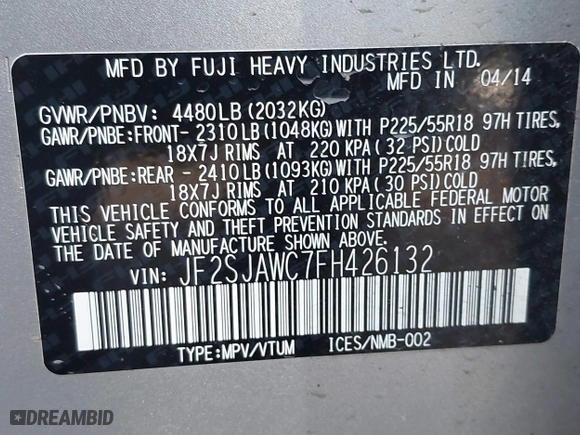 MFD BY FUJI HEAVY INDUSTRIES LTD.
MFD IN 04/14
GVWR/PNBV: 4480LB (2032KG)
GAWR/PNBE:FRONT- 2310LB(1048KG)WITH P225/55R18 97H TIRES,
18X7J RIMS AT 220 KPA(32 PSI)COLD
GAWR/PNBE:REAR -2410LB(1093KG)WITH P225/55R18 97H TIRES,
18X7J RIMS AT 210 KPA(30 PSI)COLD
THIS VEHICLE CONFORMS TO ALL APPLICABLE FEDERAL MOTOR
VEHICLE SAFETY AND THEFT PREVENTION STANDARDS IN EFFECT ON
THE DATE OF MANUFACTURE SHOWN ABOVE.
VIN: JF2SJAWC7FH426132
TYPE:MPV/VTUM ICES/NMB-002
DREAMBID